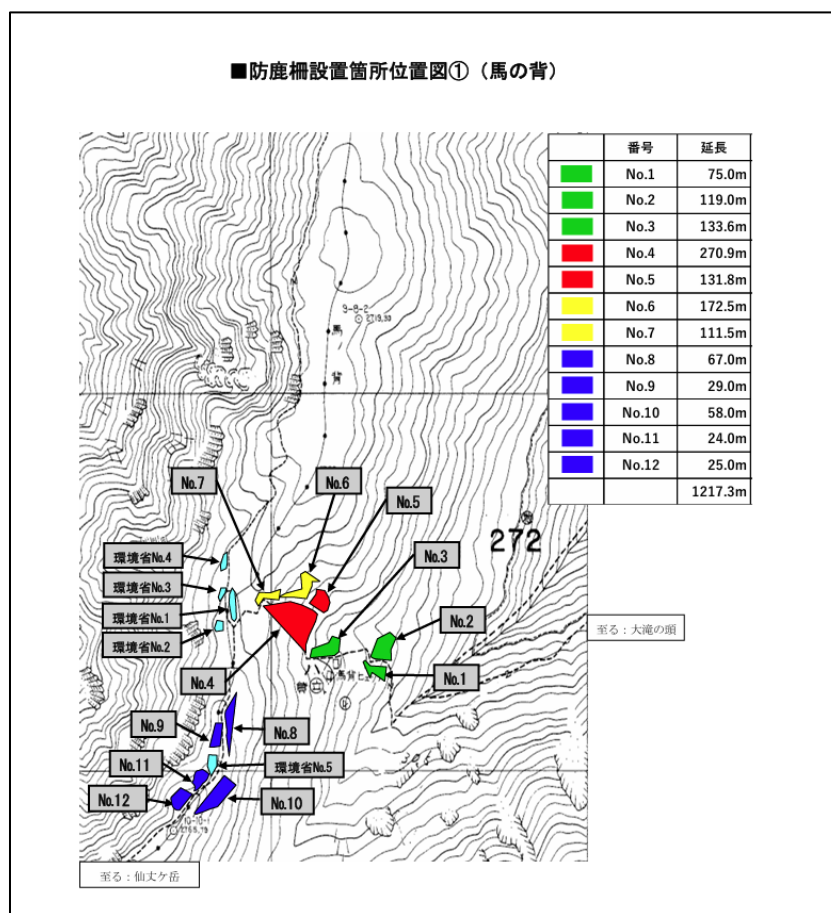 ■防鹿柵設置箇所位置図①（馬の背）
番号 延長
No.1 75.0m
No.2 119.0m
No.3 133.6m
No.4 270.9m
No.5 131.8m
No.6 172.5m
No.7 111.5m
No.8 67.0m
No.9 29.0m
No.10 58.0m
No.11 24.0m
No.12 25.0m
1217.3m
9-8-2
馬
ノ
背
No.7
No.6
No.5
272
環境省No.4
No.3
環境省No.3
環境省No.1
No.2
至る：大滝の頭
環境省No.2
No.4
No.1
No.9
No.8
No.11
環境省No.5
No.12
No.10
至る：仙丈ケ岳